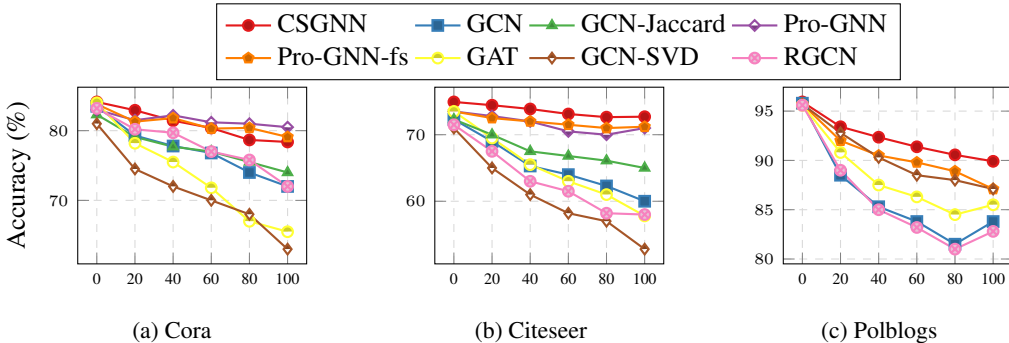 CSGNN GCN GCN-Jaccard Pro-GNN
Pro-GNN-fs GAT GCN-SVD RGCN
Accuracy (%)
80
70
0 20 40 60 80 100
(a) Cora
70
60
0 20 40 60 80 100
(b) Citeseer
95
90
85
80
0 20 40 60 80 100
(c) Polblogs